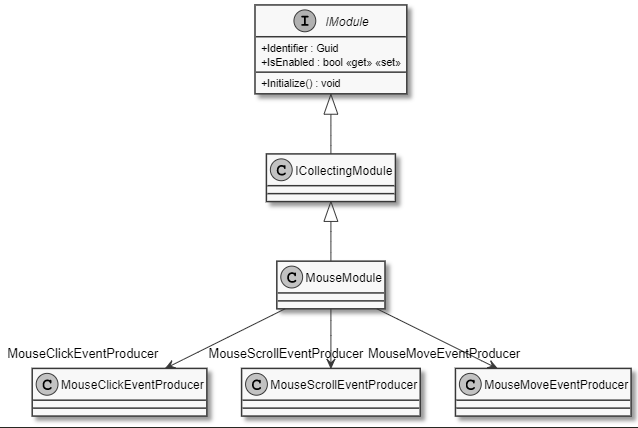 I IModule
+Identifier : Guid
+IsEnabled : bool «get» «set»
+Initialize() : void
C ICollectingModule
C MouseModule
MouseClickEventProducer MouseScrollEventProducer MouseMoveEventProducer
C MouseClickEventProducer C MouseScrollEventProducer C MouseMoveEventProducer